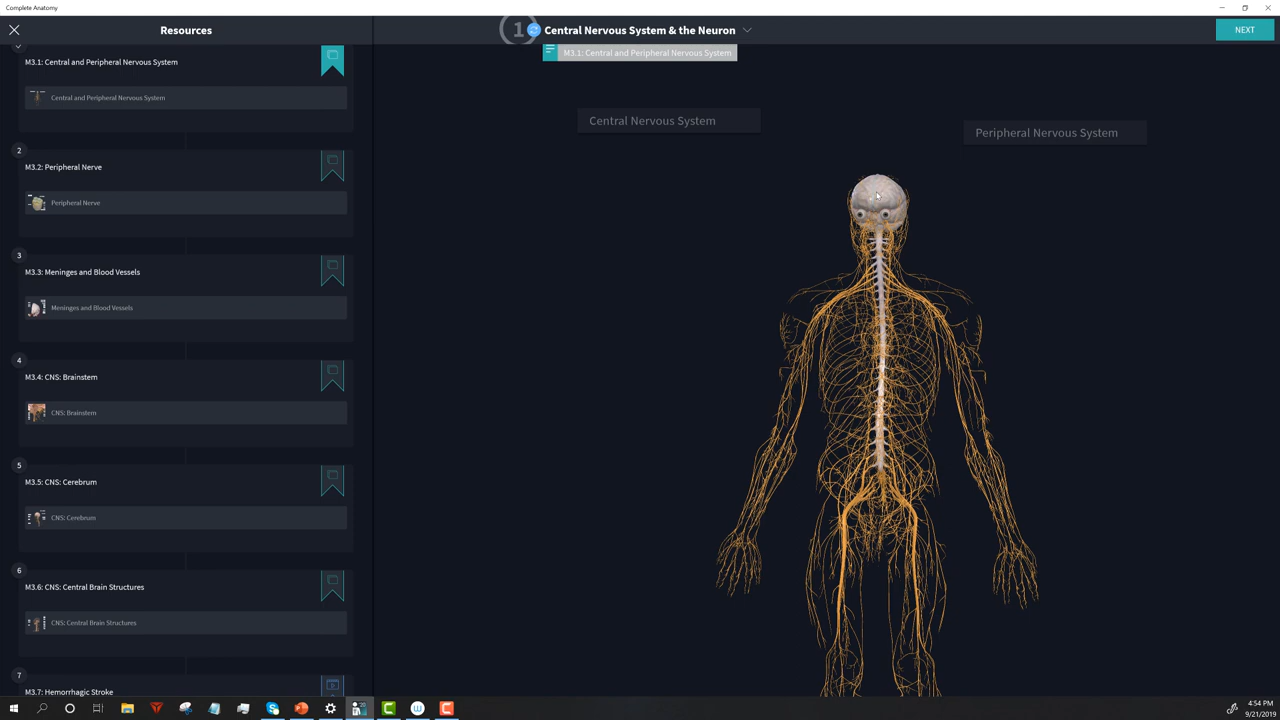 Complete Anatomy
Resources
1
Central Nervous System & the Neuron
NEXT
M3.1: Central and Peripheral Nervous System
M3.1: Central and Peripheral Nervous System
Central and Peripheral Nervous System
Central Nervous System
Peripheral Nervous System
2
M3.2: Peripheral Nerve
Peripheral Nerve
3
M3.3: Meninges and Blood Vessels
Meninges and Blood Vessels
4
M3.4: CNS: Brainstem
CNS: Brainstem
5
M3.5: CNS: Cerebrum
CNS: Cerebrum
6
M3.6: CNS: Central Brain Structures
CNS: Central Brain Structures
7
M3.7: Hemorrhagic Stroke
4:54 PM
9/21/2019